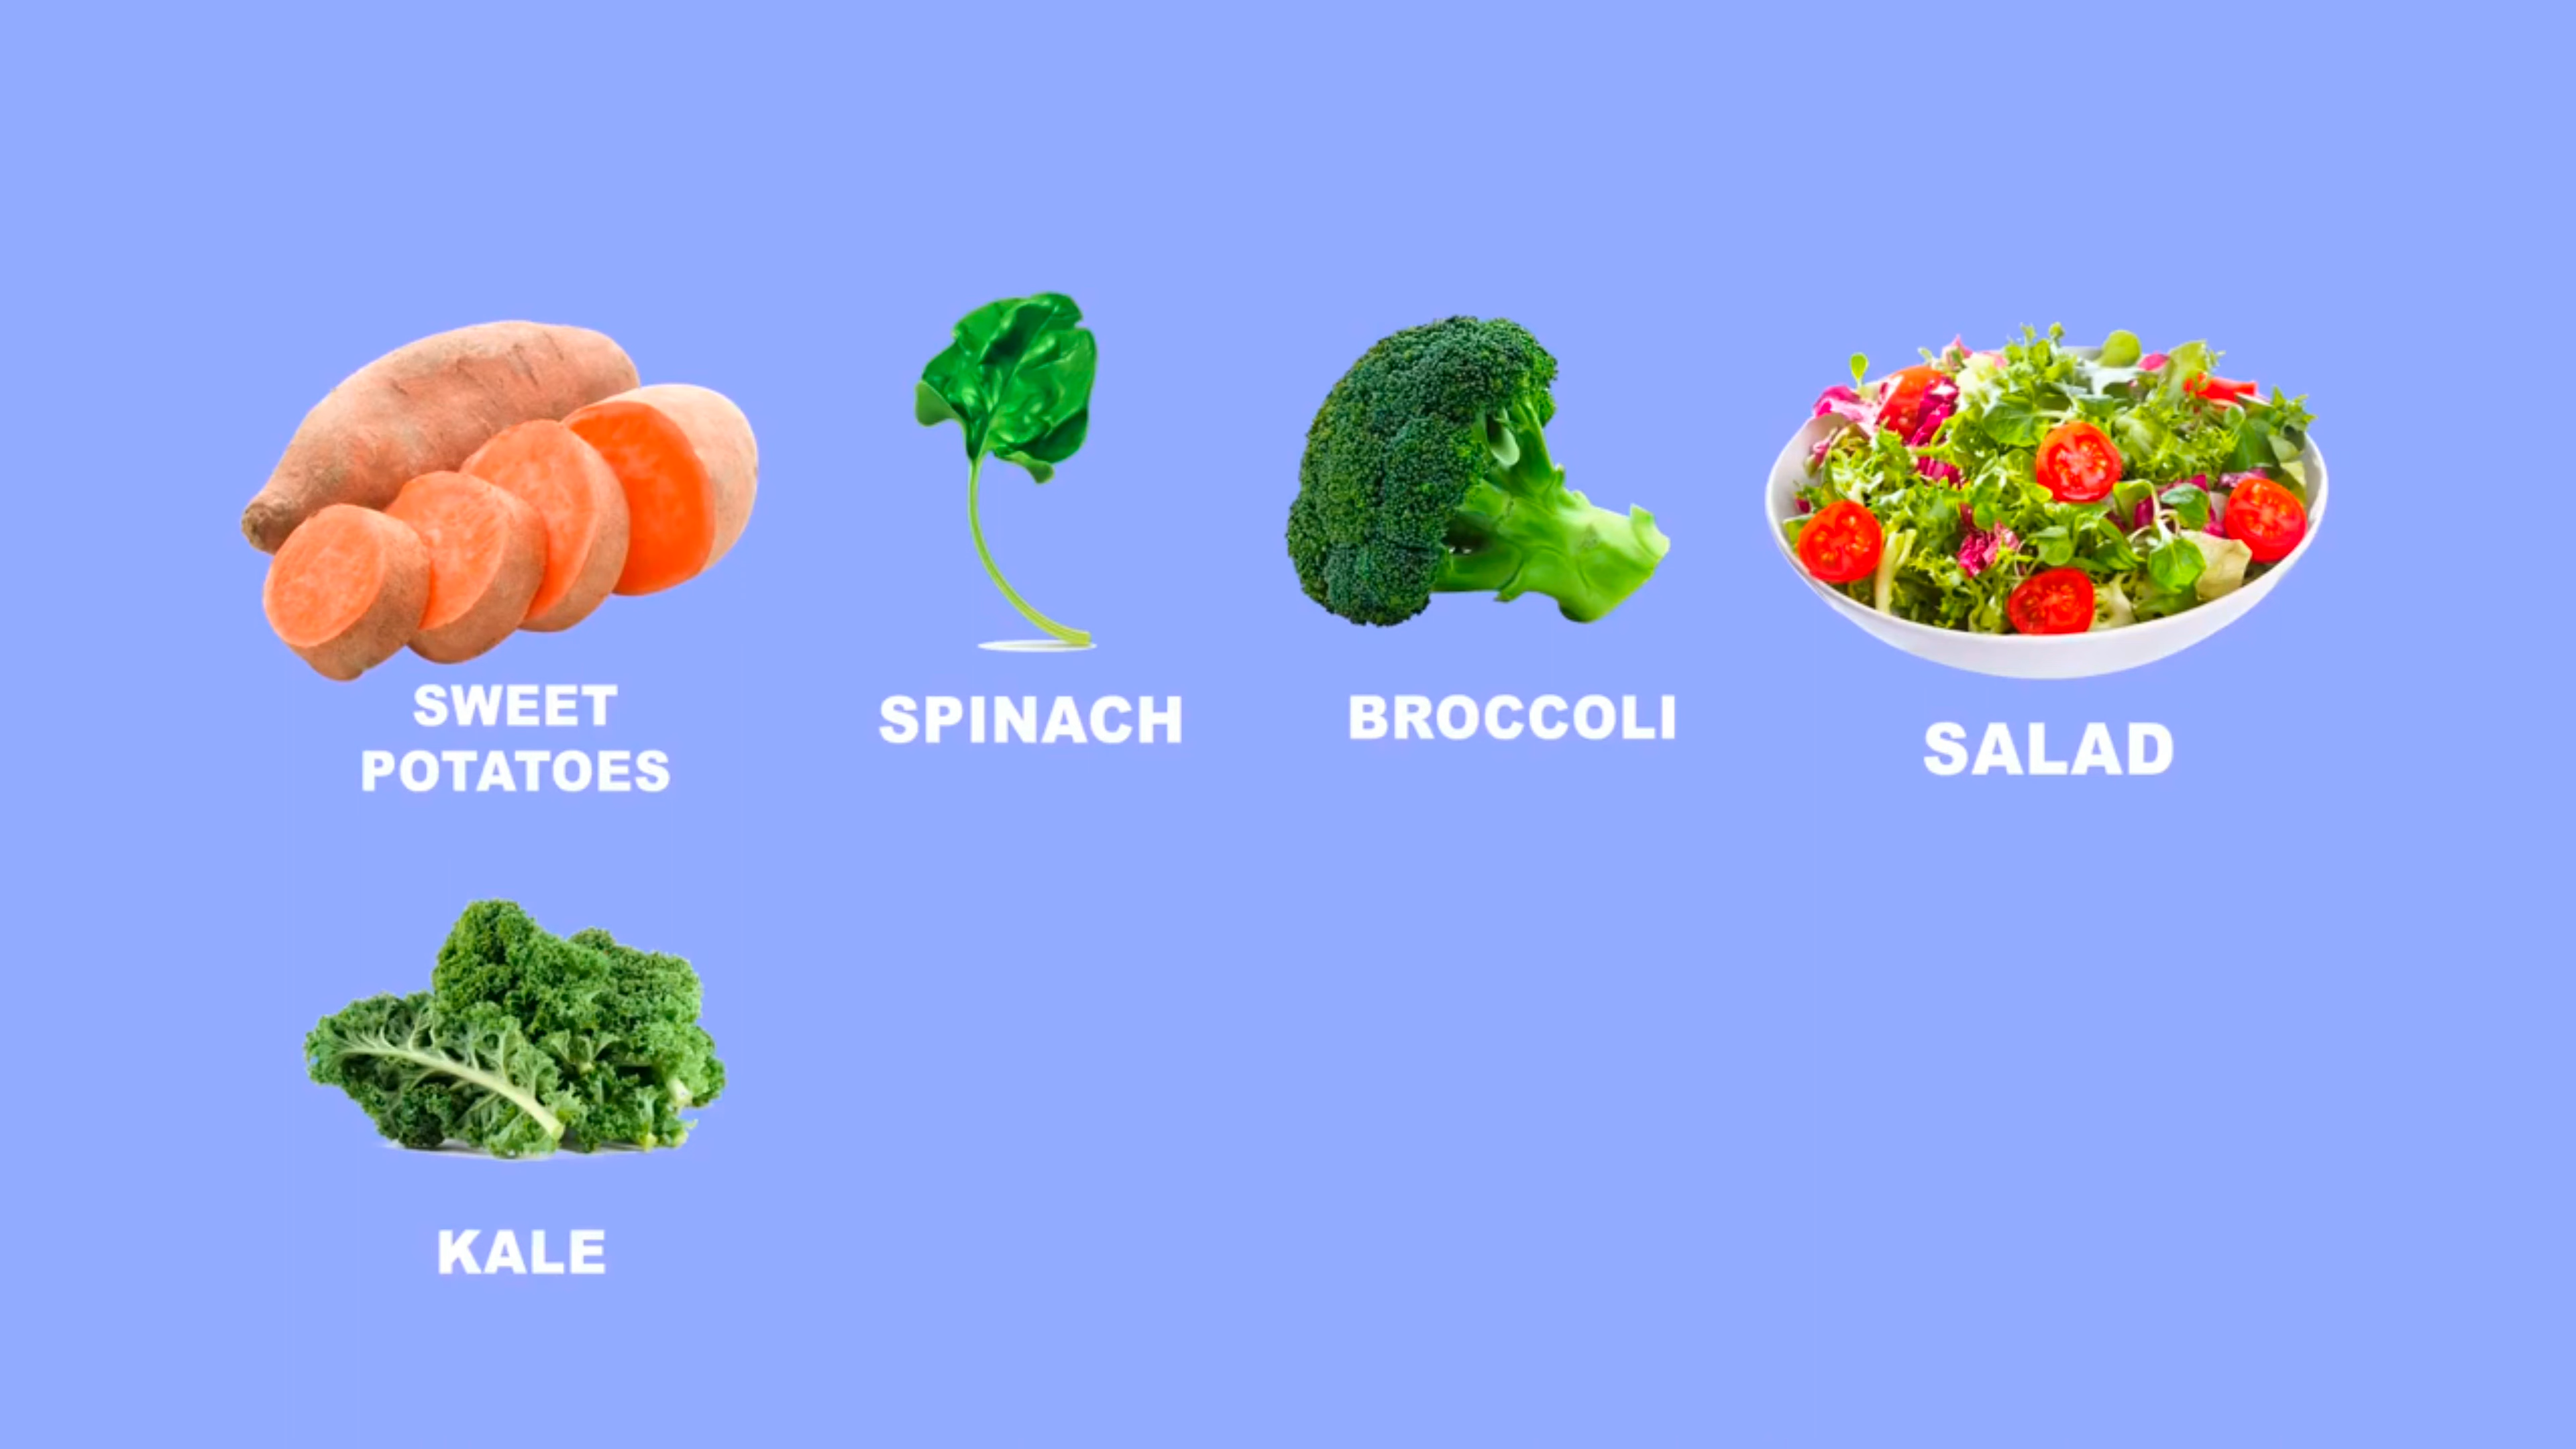 SWEET
POTATOES
SPINACH
BROCCOLI
SALAD
KALE